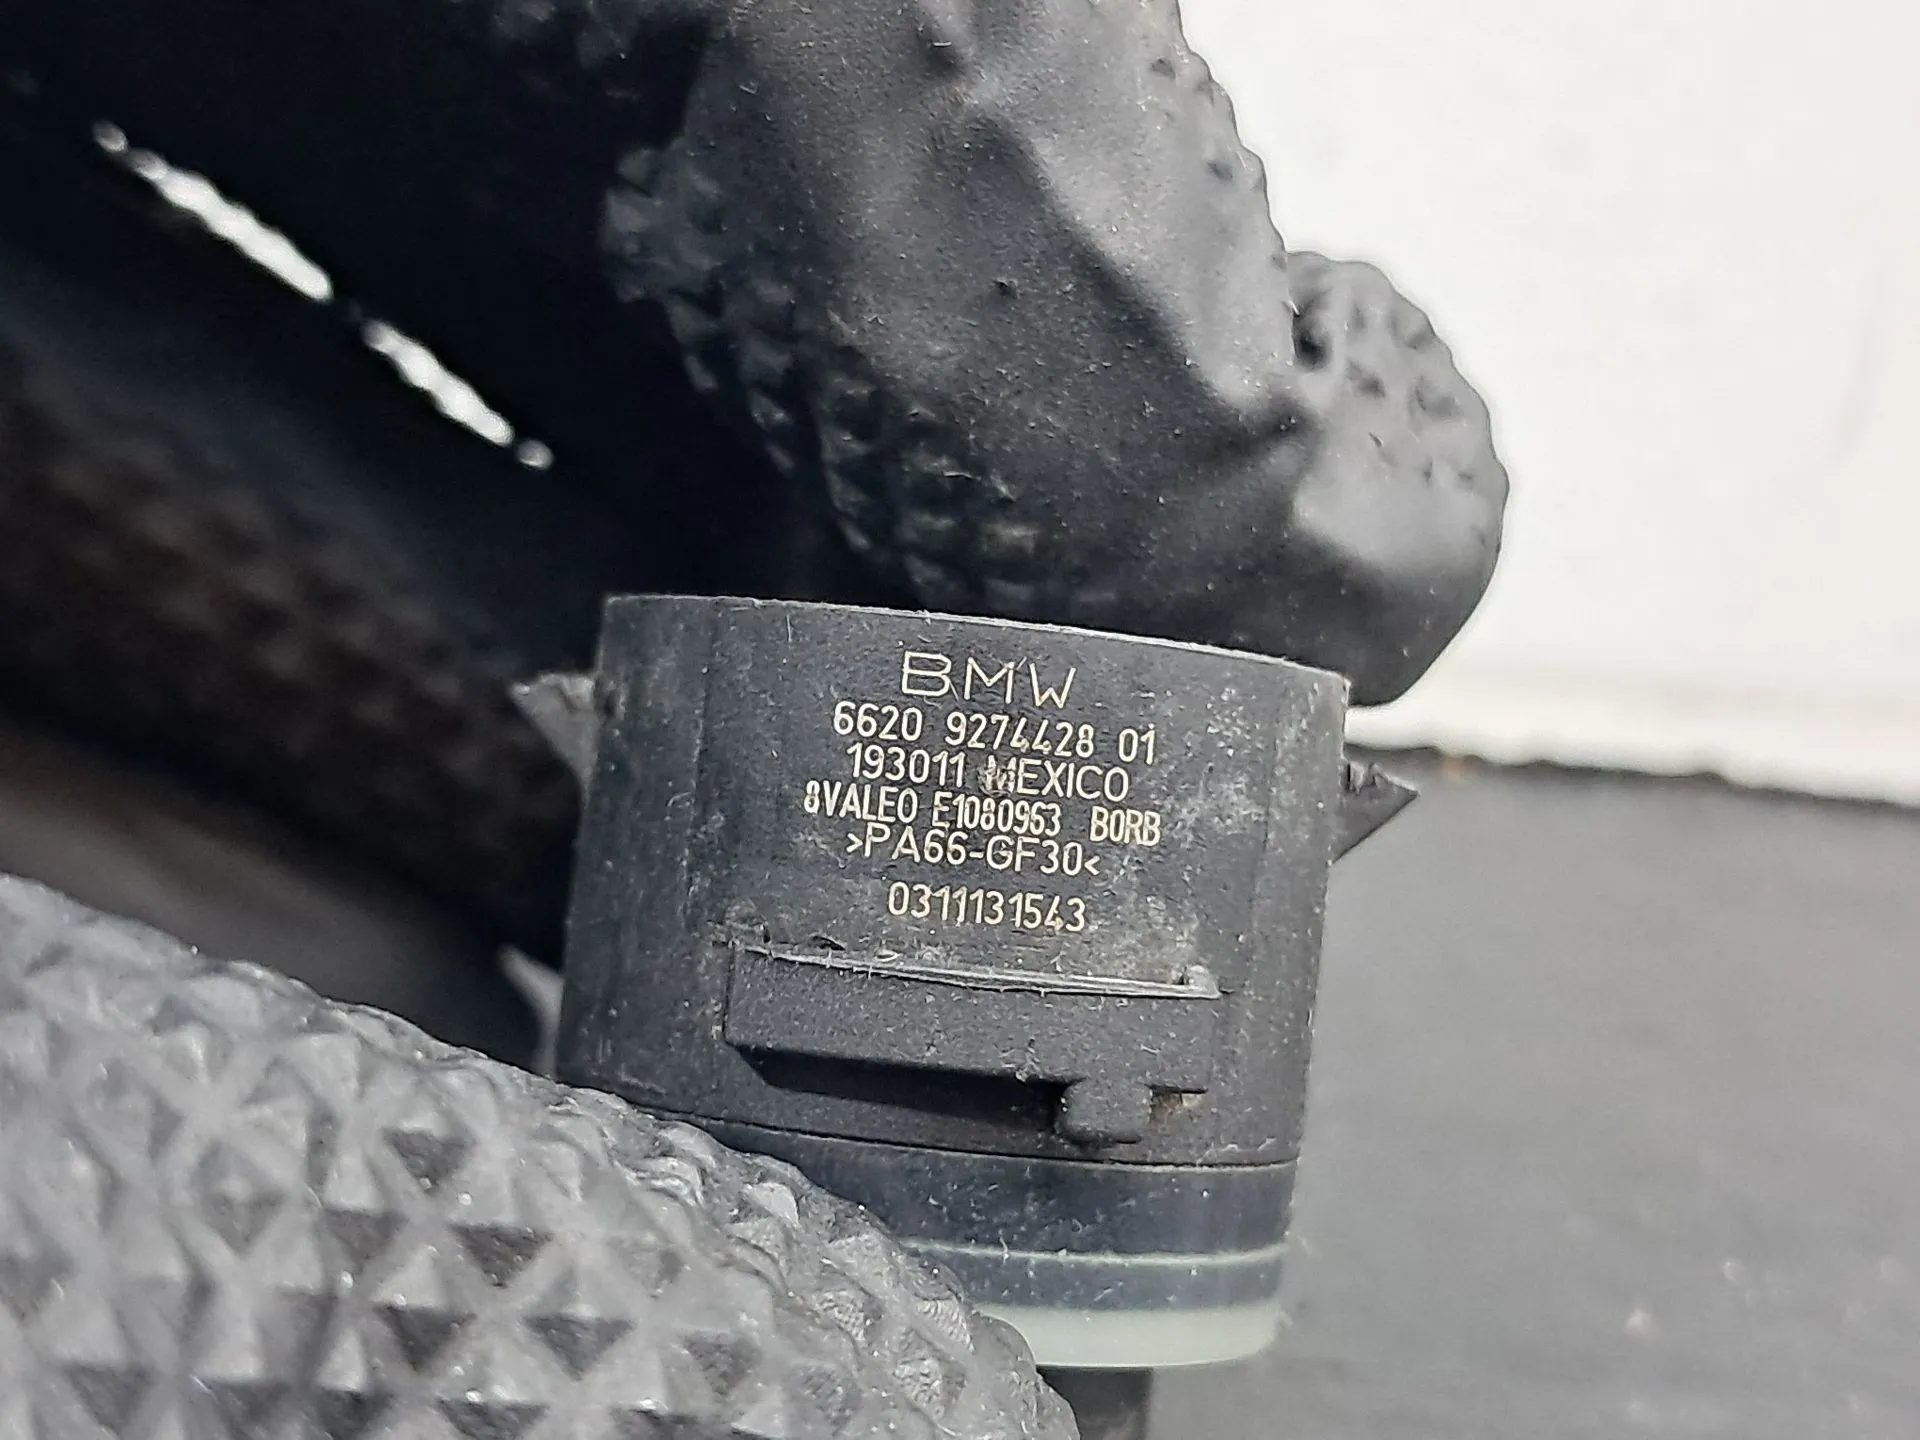 BMW
6620 9274428 01
193011 MEXICO
8VALEO E1080963 B0RB
>PA66-GF30<
0311131543